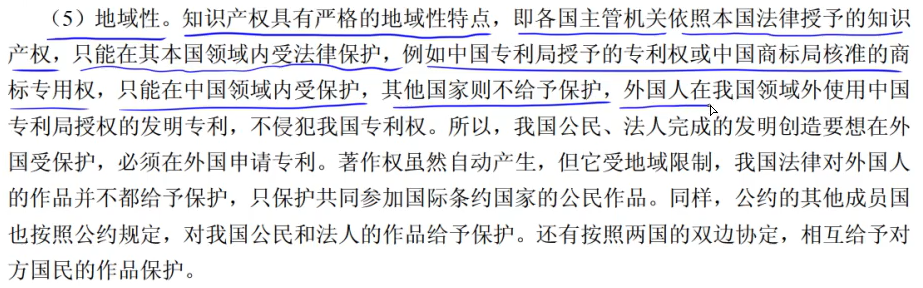 （5）地域性。知识产权具有严格的地域性特点，即各国主管机关依照本国法律授予的知识
产权，只能在其本国领域内受法律保护，例如中国专利局授予的专利权或中国商标局核准的商
标专用权，只能在中国领域内受保护，其他国家则不给予保护，外国人在我国领域外使用中国
专利局授权的发明专利，不侵犯我国专利权。所以，我国公民、法人完成的发明创造要想在外
国受保护，必须在外国申请专利。著作权虽然自动产生，但它受地域限制，我国法律对外国人
的作品并不都给予保护，只保护共同参加国际条约国家的公民作品。同样，公约的其他成员国
也按照公约规定，对我国公民和法人的作品给予保护。还有按照两国的双边协定，相互给予对
方国民的作品保护。